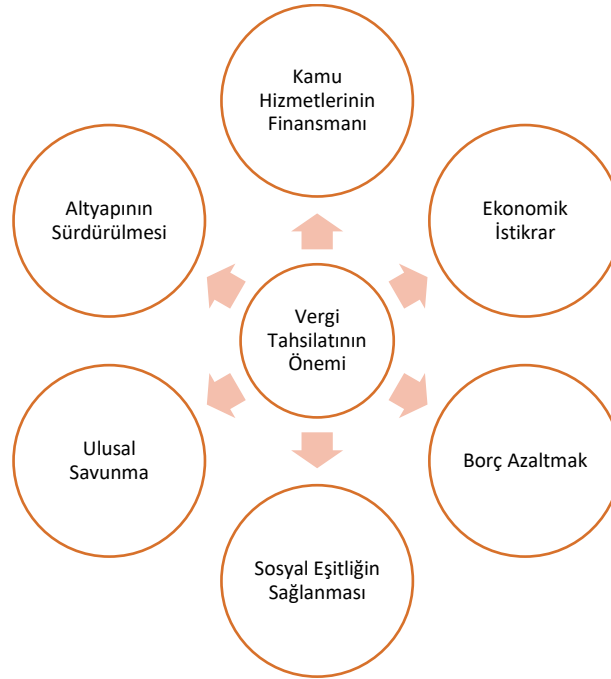 Kamu
Hizmetlerinin
Finansmanı
Ekonomik
İstikrar
Borç Azaltmak
Sosyal Eşitliğin
Sağlanması
Ulusal
Savunma
Altyapının
Sürdürülmesi
Vergi
Tahsilatının
Önemi